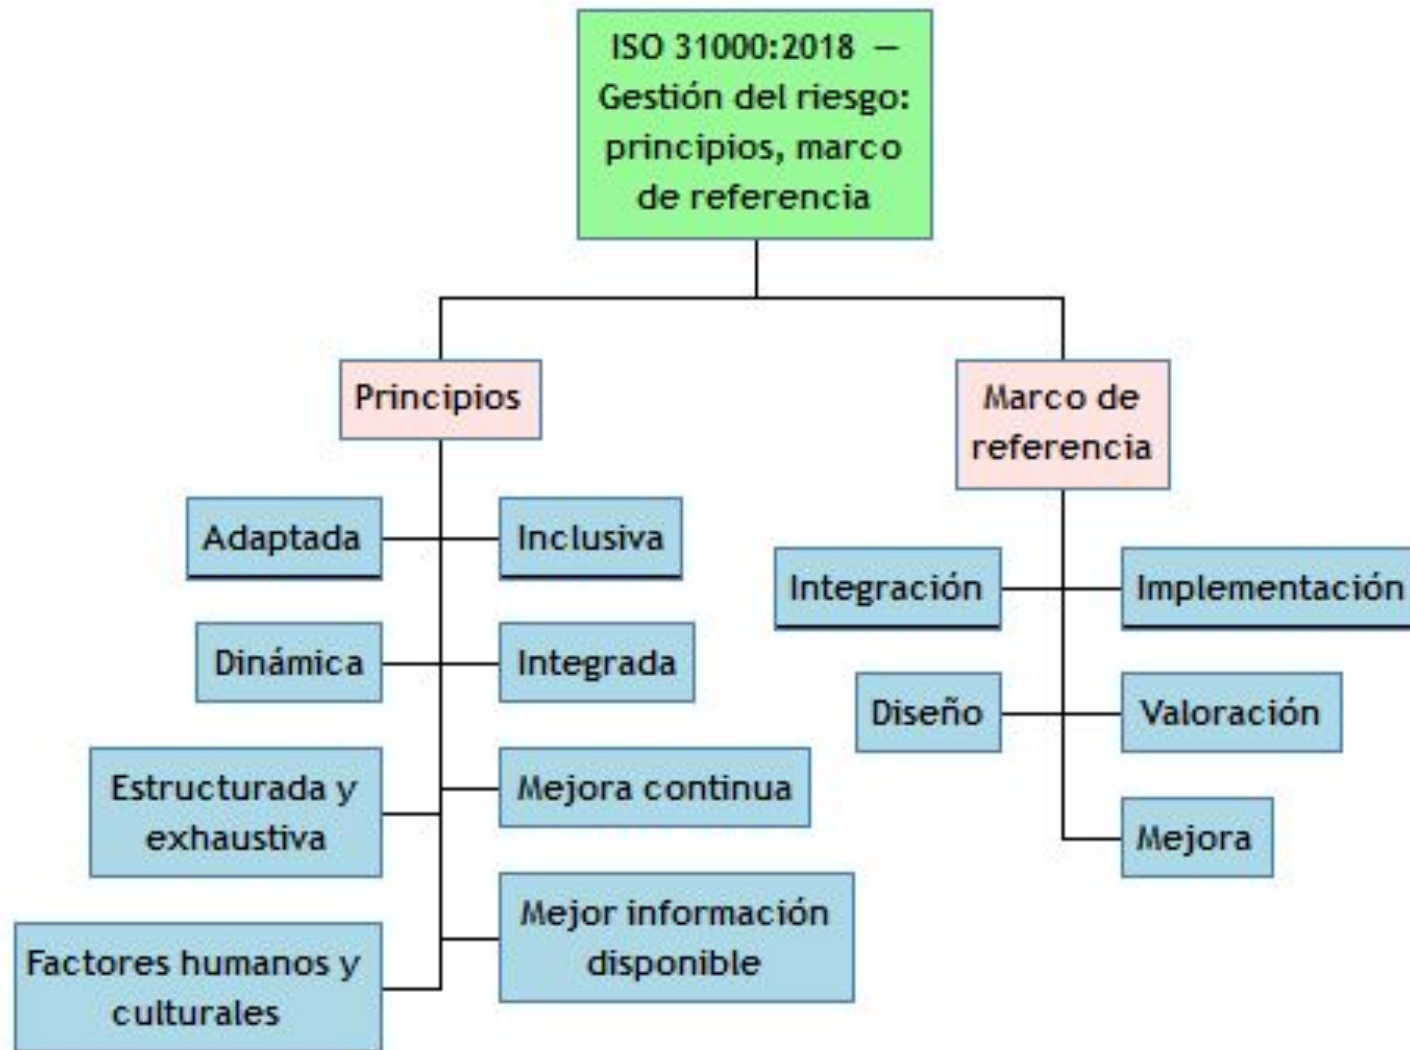 ISO 31000:2018 —
Gestión del riesgo:
principios, marco
de referencia
Principios
Marco de
referencia
Adaptada
Inclusiva
Dinámica
Integrada
Estructurada y
exhaustiva
Mejora continua
Factores humanos y
culturales
Mejor información
disponible
Integración
Implementación
Diseño
Valoración
Mejora